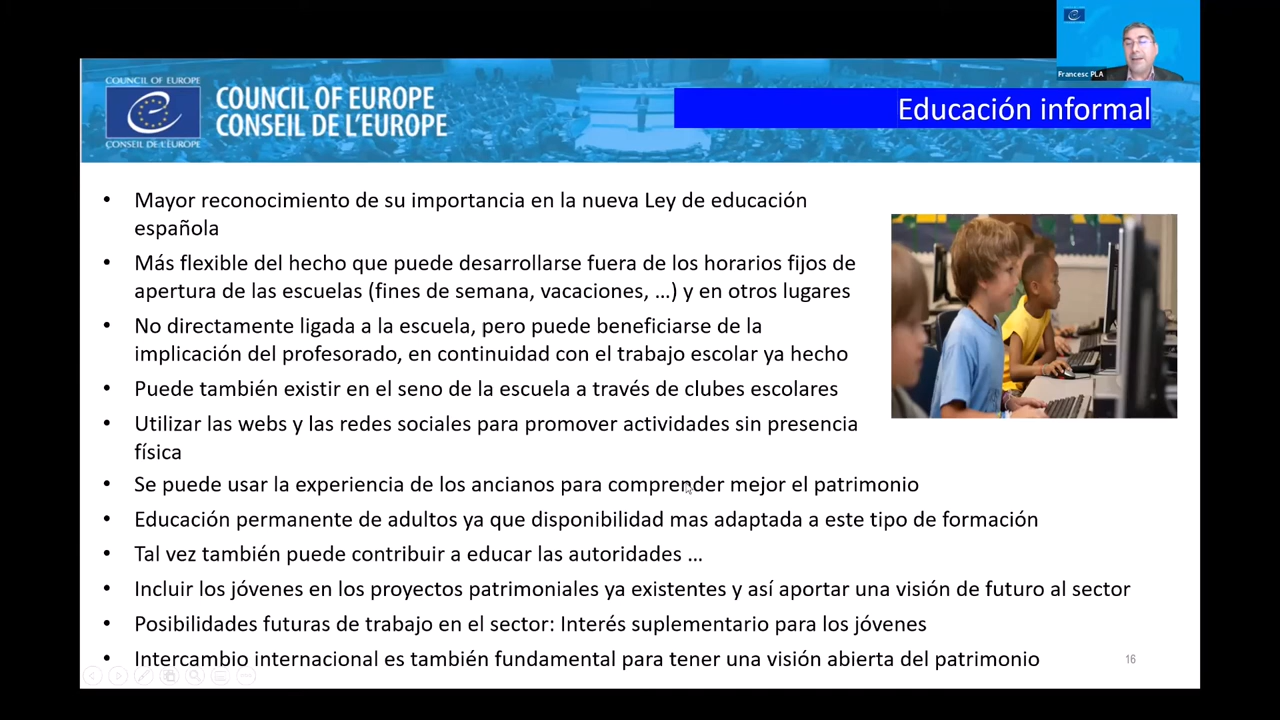 Francesc PLA
COUNCIL OF EUROPE
CONSEIL DE L'EUROPE
COUNCIL OF EUROPE
CONSEIL DE L'EUROPE
Educación informal
• Mayor reconocimiento de su importancia en la nueva Ley de educación
española
• Más flexible del hecho que puede desarrollarse fuera de los horarios fijos de
apertura de las escuelas (fines de semana, vacaciones, …) y en otros lugares
• No directamente ligada a la escuela, pero puede beneficiarse de la
implicación del profesorado, en continuidad con el trabajo escolar ya hecho
• Puede también existir en el seno de la escuela a través de clubes escolares
• Utilizar las webs y las redes sociales para promover actividades sin presencia
física
• Se puede usar la experiencia de los ancianos para comprender mejor el patrimonio
• Educación permanente de adultos ya que disponibilidad mas adaptada a este tipo de formación
• Tal vez también puede contribuir a educar las autoridades …
• Incluir los jóvenes en los proyectos patrimoniales ya existentes y así aportar una visión de futuro al sector
• Posibilidades futuras de trabajo en el sector: Interés suplementario para los jóvenes
• Intercambio internacional es también fundamental para tener una visión abierta del patrimonio
16